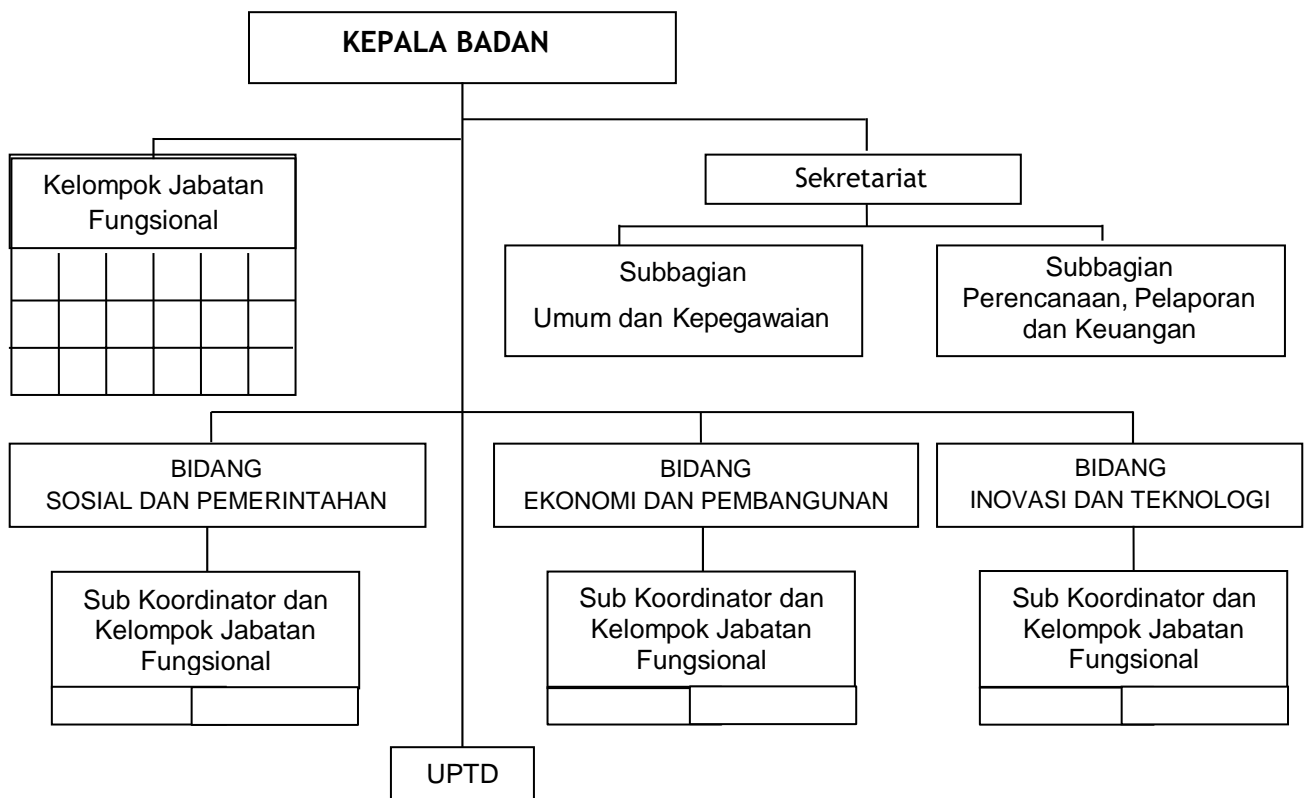 KEPALA BADAN
Kelompok Jabatan
Fungsional
Sekretariat
Subbagian
Umum dan Kepegawaian
Subbagian
Perencanaan, Pelaporan
dan Keuangan
BIDANG
SOSIAL DAN PEMERINTAHAN
BIDANG
EKONOMI DAN PEMBANGUNAN
BIDANG
INOVASI DAN TEKNOLOGI
Sub Koordinator dan
Kelompok Jabatan
Fungsional
Sub Koordinator dan
Kelompok Jabatan
Fungsional
Sub Koordinator dan
Kelompok Jabatan
Fungsional
UPTD